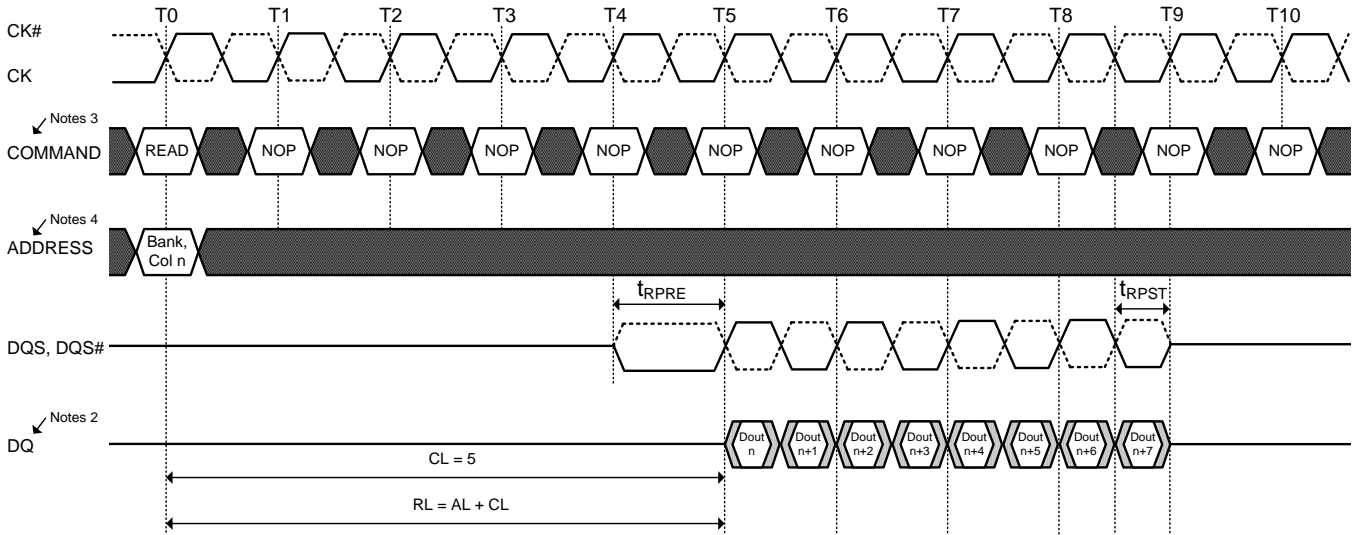 T0 T1 T2 T3 T4 T5 T6 T7 T8 T9 T10
CK#
CK
Notes 3
COMMAND READ NOP NOP NOP NOP NOP NOP NOP NOP NOP NOP
Notes 4
ADDRESS
Bank,
Col n
tRPRE tRPST
DQS, DQS#
Notes 2
DQ
Dout Dout Dout Dout Dout Dout Dout Dout
n n+1 n+2 n+3 n+4 n+5 n+6 n+7
CL = 5
RL = AL + CL